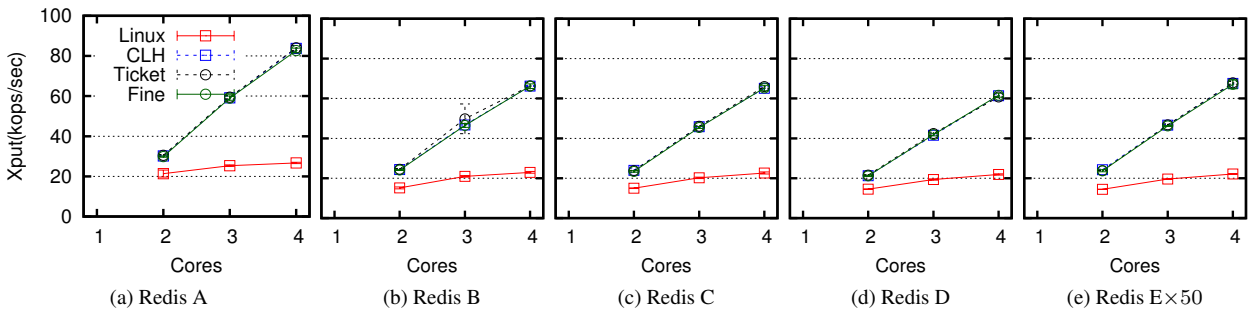 Xput(kops/sec)
100
80
60
40
20
0
Linux
CLH
Ticket
Fine
1 2 3 4
Cores
(a) Redis A
1 2 3 4
Cores
(b) Redis B
1 2 3 4
Cores
(c) Redis C
1 2 3 4
Cores
(d) Redis D
1 2 3 4
Cores
(e) Redis E×50